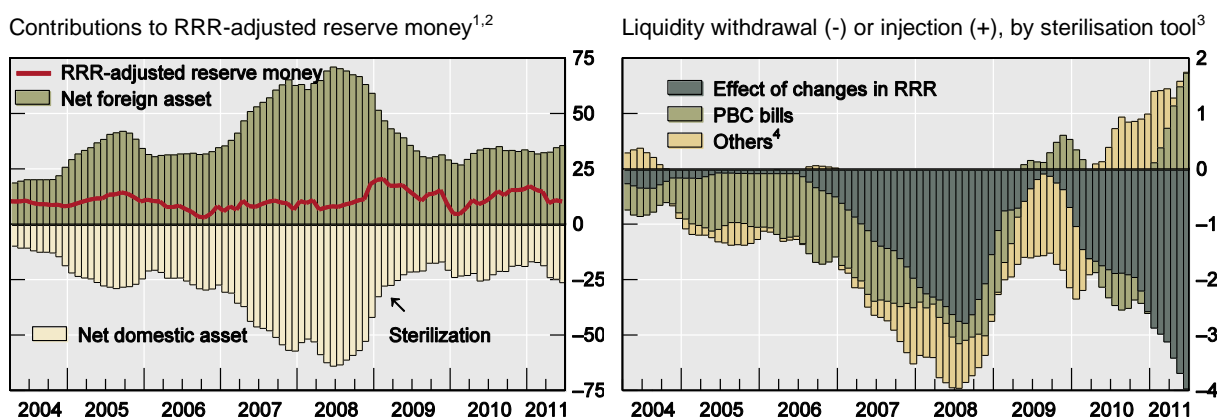 Contributions to RRR-adjusted reserve money1,2
RRR-adjusted reserve money
Net foreign asset
Net domestic asset
Sterilization
75
50
25
0
–25
–50
–75
2004 2005 2006 2007 2008 2009 2010 2011
Liquidity withdrawal (-) or injection (+), by sterilisation tool3
Effect of changes in RRR
PBC bills
Others4
2
1
0
–1
–2
–3
–4
2004 2005 2006 2007 2008 2009 2010 2011